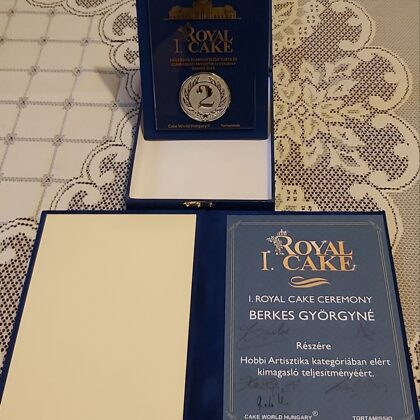 ROYAL
I. CAKE
2
Cake World Hungary®
Tortamissio
ROYAL
I. CAKE
I. ROYAL CAKE CEREMONY
BERKES GYÖRGYNÉ
Részére
Hobbi Artisztika kategóriában elért
kimagasló teljesítményéért.
CAKE WORLD HUNGARY
TORTAMISSIO